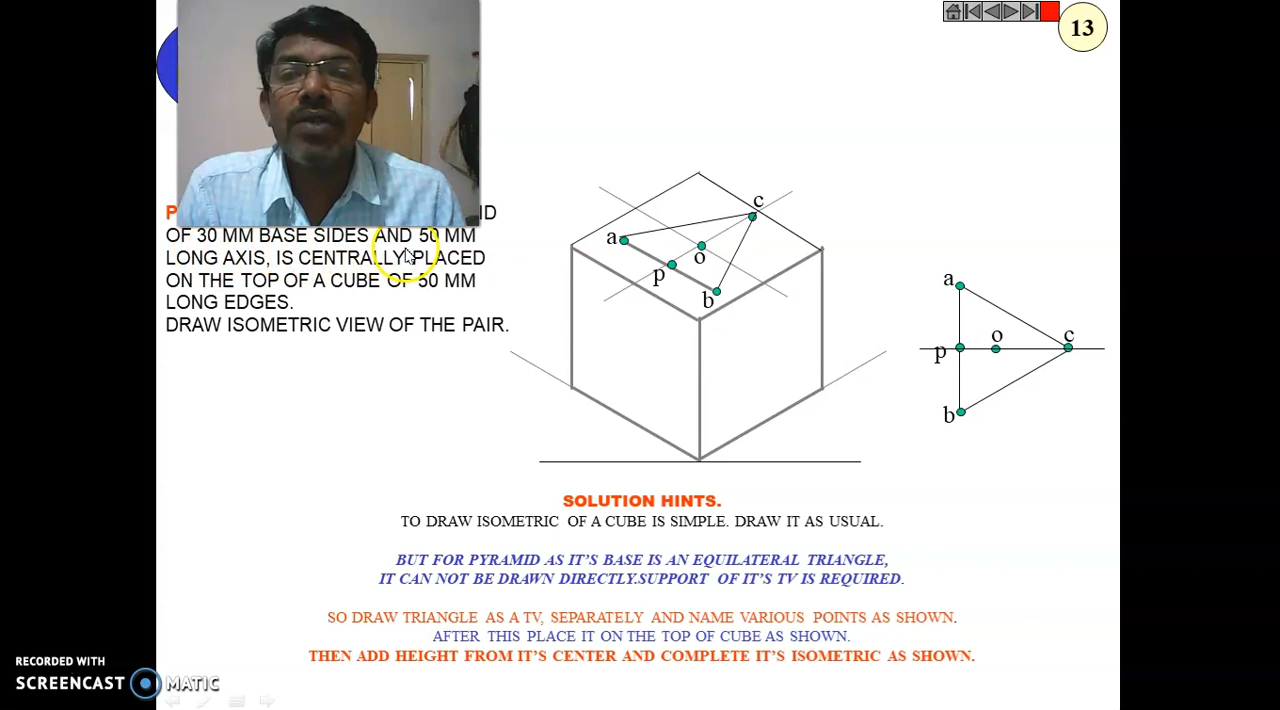 13
ID
OF 30 MM BASE SIDES AND 50 MM
LONG AXIS, IS CENTRALLY PLACED
ON THE TOP OF A CUBE OF 50 MM
LONG EDGES.
DRAW ISOMETRIC VIEW OF THE PAIR.
c
a
o
p
b
a
o
c
p
b
SOLUTION HINTS.
TO DRAW ISOMETRIC OF A CUBE IS SIMPLE. DRAW IT AS USUAL.
BUT FOR PYRAMID AS IT'S BASE IS AN EQUILATERAL TRIANGLE,
IT CAN NOT BE DRAWN DIRECTLY.SUPPORT OF IT'S TV IS REQUIRED.
SO DRAW TRIANGLE AS A TV, SEPARATELY AND NAME VARIOUS POINTS AS SHOWN.
AFTER THIS PLACE IT ON THE TOP OF CUBE AS SHOWN.
THEN ADD HEIGHT FROM IT'S CENTER AND COMPLETE IT'S ISOMETRIC AS SHOWN.
RECORDED WITH
SCREENCAST MATIC